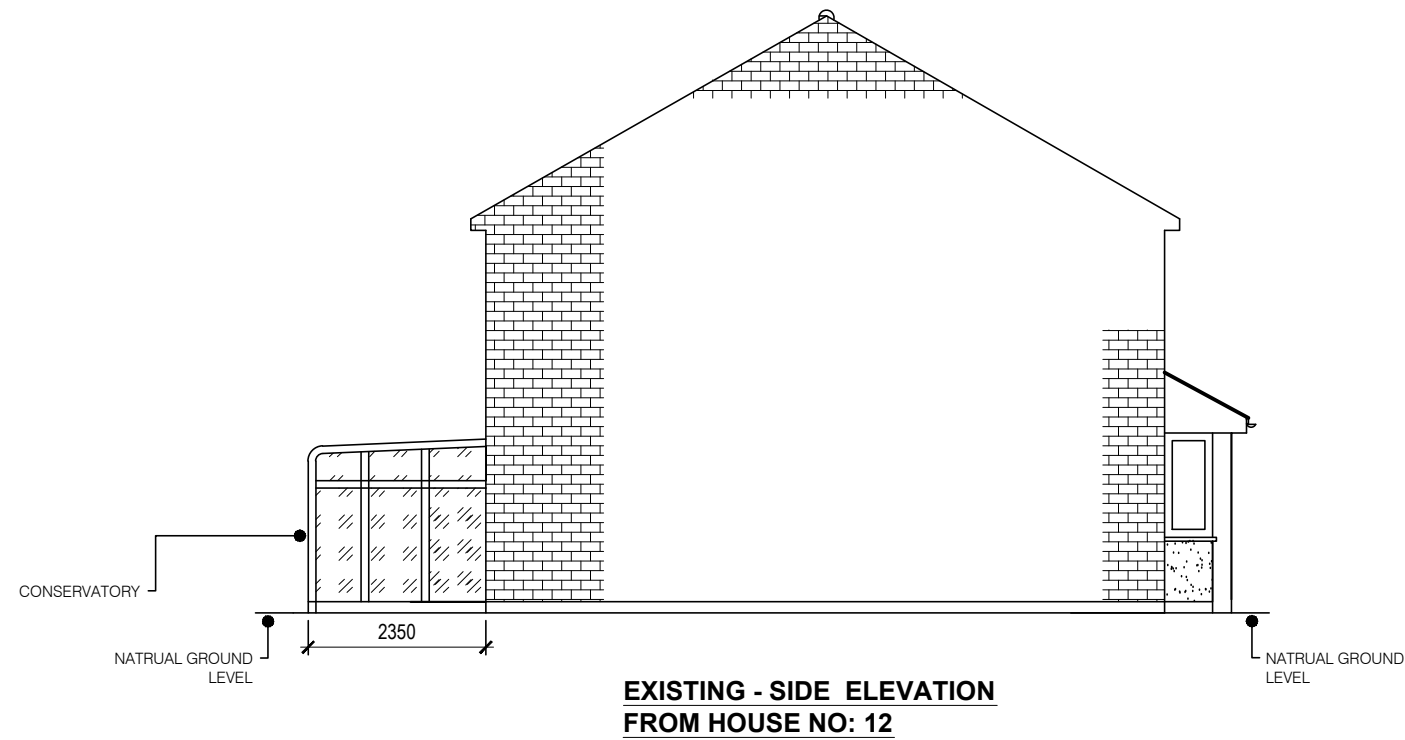 CONSERVATORY
NATRUAL GROUND
LEVEL
2350
NATRUAL GROUND
LEVEL
EXISTING - SIDE ELEVATION
FROM HOUSE NO: 12